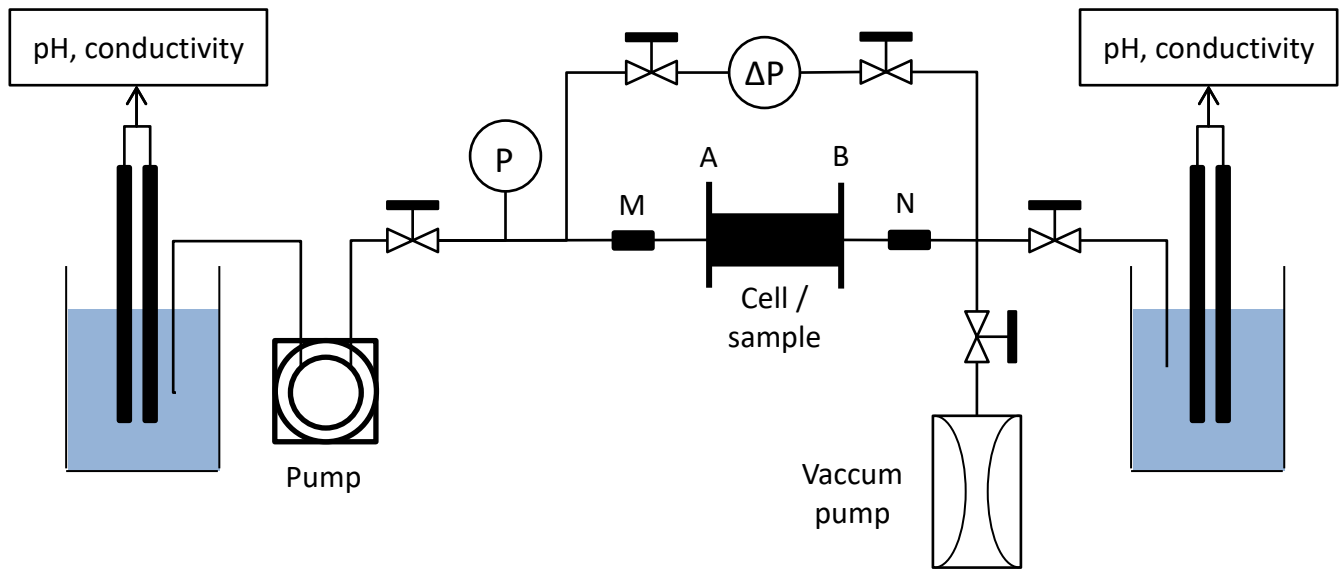 pH, conductivity
pH, conductivity
ΔP
P
A
B
M
N
Cell /
sample
Pump
Vaccum
pump